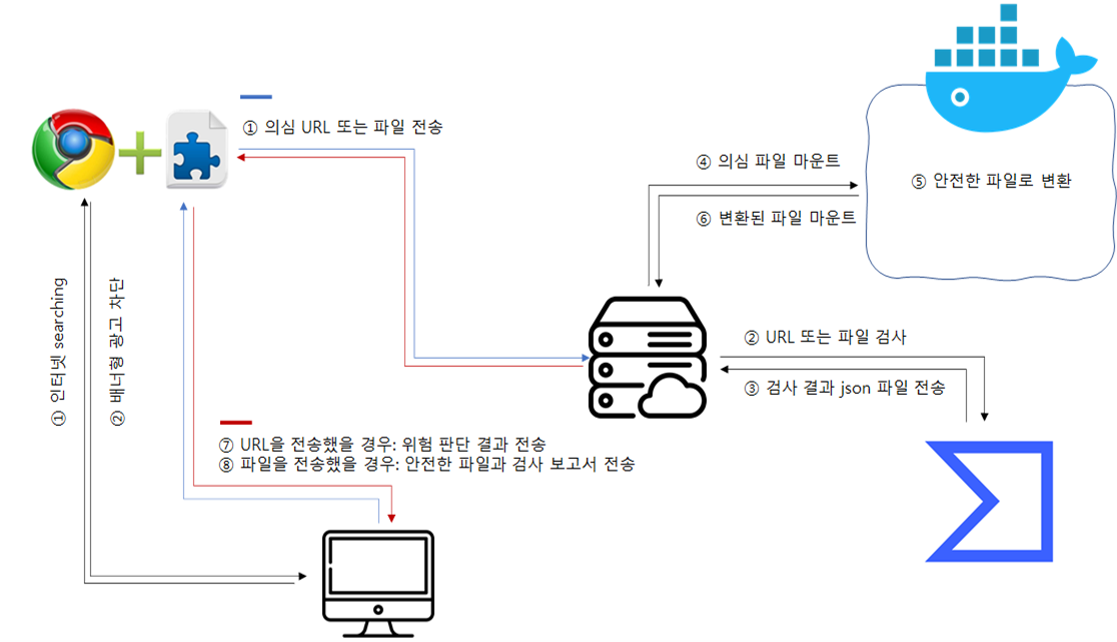 ① 의심 URL 또는 파일 전송
④ 의심 파일 마운트
⑤ 안전한 파일로 변환
⑥ 변환된 파일 마운트
① 인터넷 searching
② 배너형 광고 차단
② URL 또는 파일 검사
③ 검사 결과 json 파일 전송
⑦ URL을 전송했을 경우: 위험 판단 결과 전송
⑧ 파일을 전송했을 경우: 안전한 파일과 검사 보고서 전송